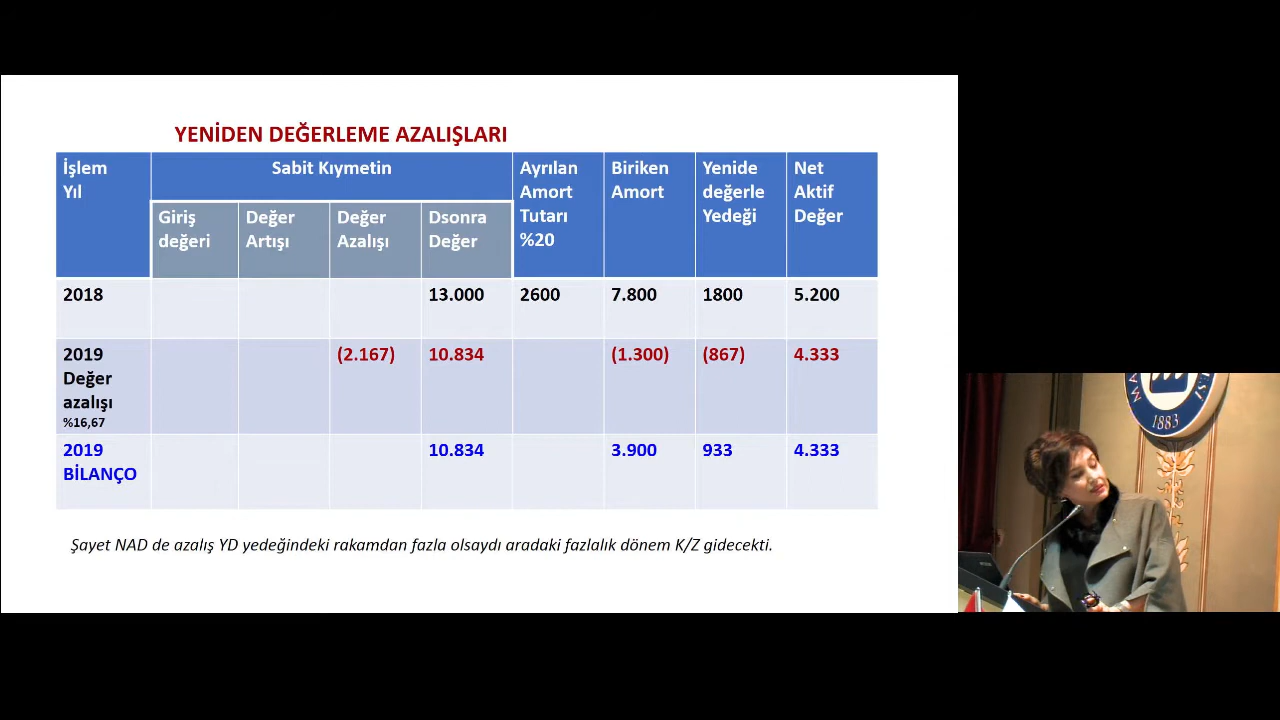 YENİDEN DEĞERLEME AZALIŞLARI
İşlem Yıl
Sabit Kıymetin
Ayrılan Amort Tutarı %20
Biriken Amort
Yenide değerle Yedeği
Net Aktif Değer
Giriş değeri
Değer Artışı
Değer Azalışı
Dsonra Değer
2018 13.000 2600 7.800 1800 5.200
2019 Değer azalışı %16,67 (2.167) 10.834 (1.300) (867) 4.333
2019 BİLANÇO 10.834 3.900 933 4.333
Şayet NAD de azalış YD yedeğindeki rakamdan fazla olsaydı aradaki fazlalık dönem K/Z gidecekti.
1883